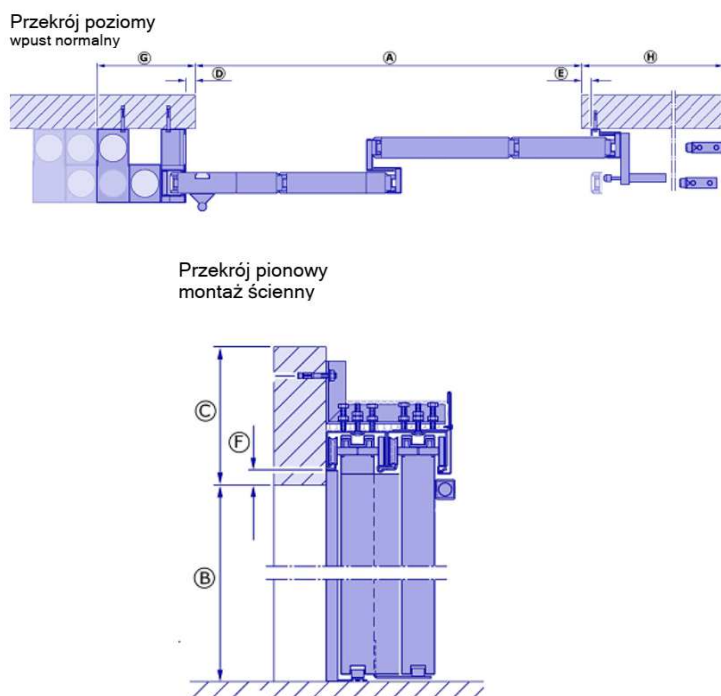 Przekrój poziomy
wpust normalny
G D A E H
Przekrój pionowy
montaż ścienny
C
F
B